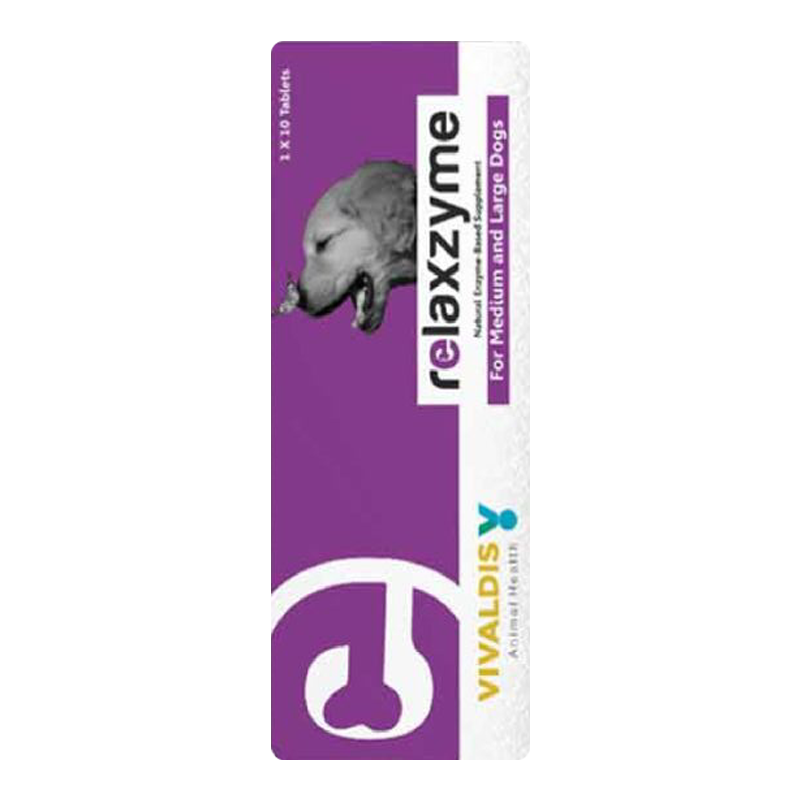 1 X 10 Tablets
relaxzyme
Natural Enzyme-Based Supplement
For Medium and Large Dogs
VIVALDIS
Animal Health